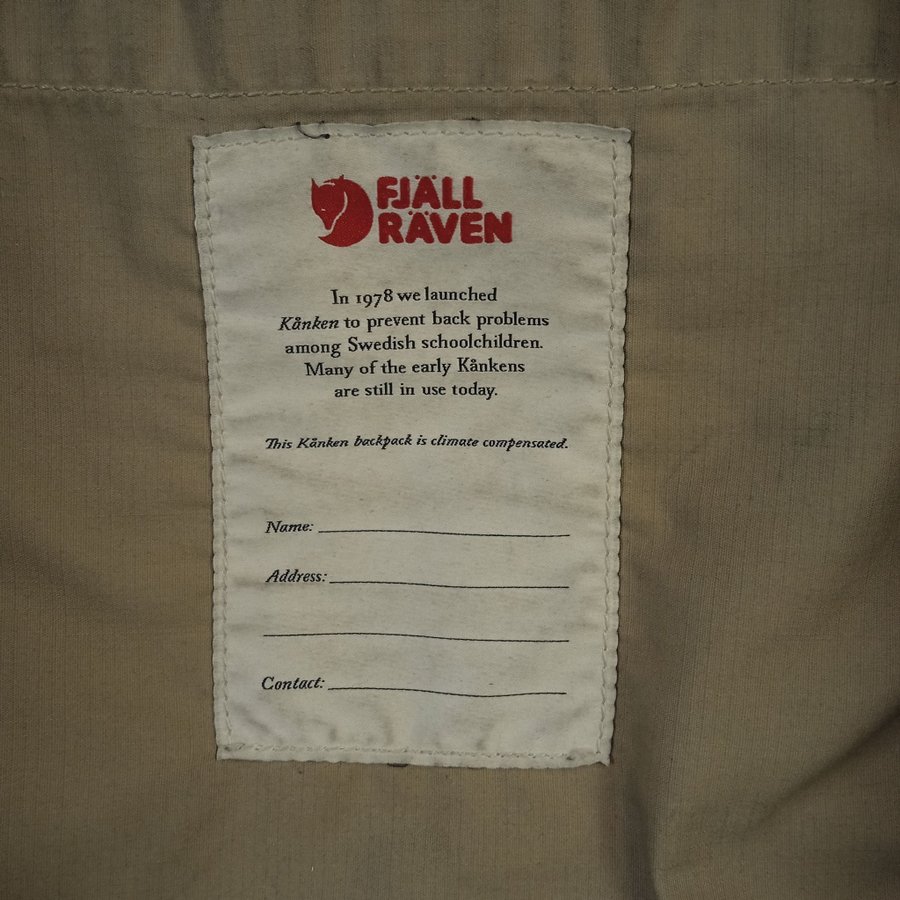 FJÄLL
RÄVEN
In 1978 we launched
Kånken to prevent back problems
among Swedish schoolchildren.
Many of the early Kånkens
are still in use today.
This Kånken backpack is climate compensated.
Name:
Address:
Contact: